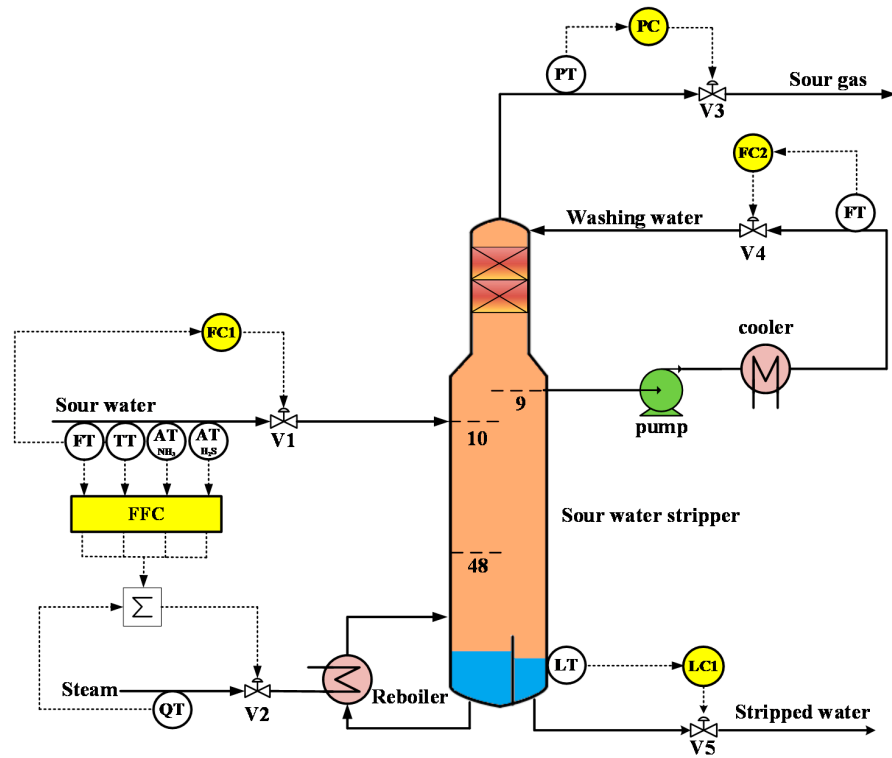 PC
PT
Sour gas
V3
FC2
FT
Washing water
V4
FC1
cooler
Sour water
9
V1
pump
FT
TT
AT
NH₃
AT
H₂S
10
FFC
Sour water stripper
48
Σ
LT
LC1
Steam
Reboiler
QT
V2
Stripped water
V5